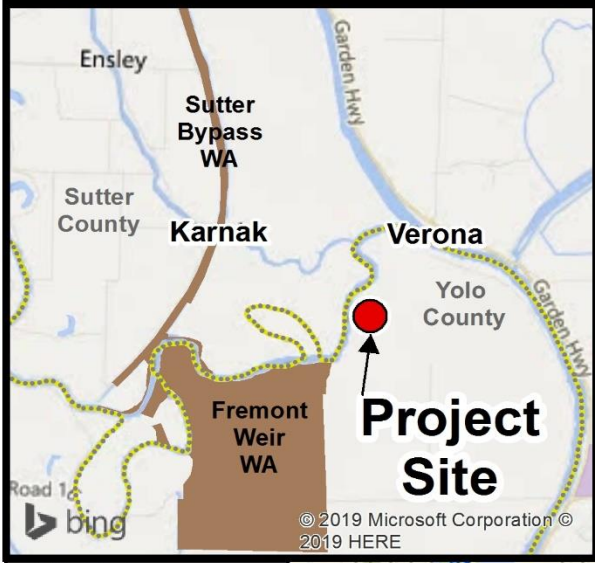 Ensley
Garden Hwy
Sutter
Bypass
WA
Sutter
County
Karnak
Verona
Yolo
County
Garden Hwy
Fremont
Weir
WA
Project
Site
Road 16
bing
© 2019 Microsoft Corporation ©
2019 HERE